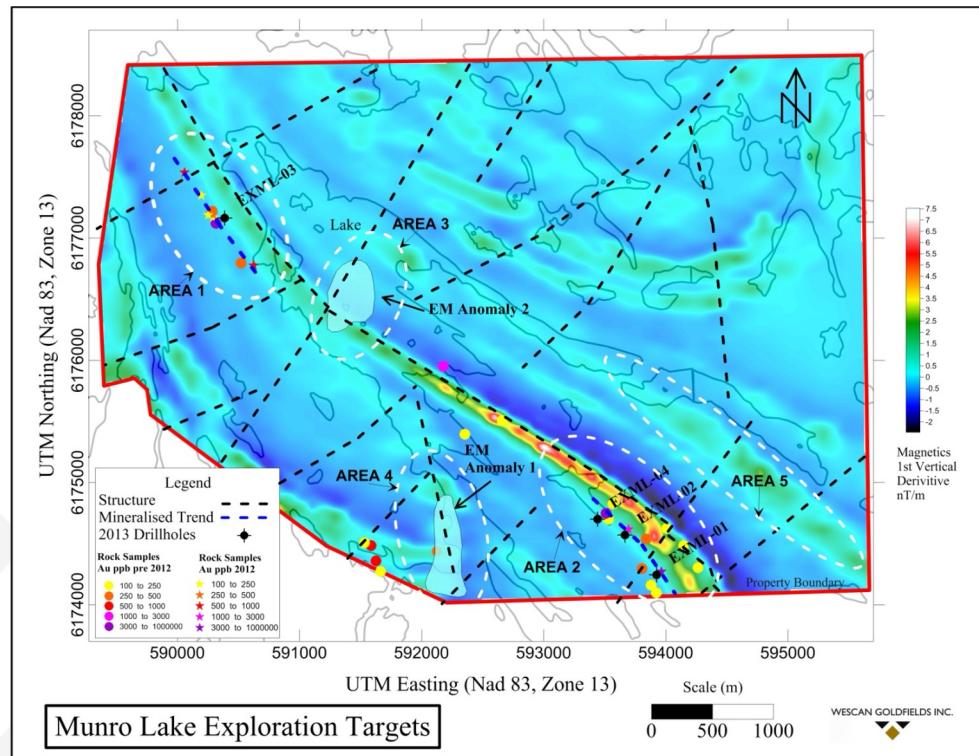 6178000
6177000
6176000
6175000
6174000
UTM Northing (Nad 83, Zone 13)
N
EXML-03
Lake
AREA 3
AREA 1
EM Anomaly 2
EM
Anomaly 1
AREA 4
EXML-04
EXML-02
EXML-01
AREA 5
AREA 2
Property Boundary
Legend
Structure
Mineralised Trend
2013 Drillholes
Rock Samples
Au ppb pre 2012
100 to 250
250 to 500
500 to 1000
1000 to 3000
3000 to 1000000
Rock Samples
Au ppb 2012
100 to 250
250 to 500
500 to 1000
1000 to 3000
3000 to 1000000
7.5
7
6.5
6
5.5
5
4.5
4
3.5
3
2.5
2
1.5
1
0.5
0
-0.5
-1
-1.5
-2
Magnetics
1st Vertical
Derivitive
nT/m
590000 591000 592000 593000 594000 595000
UTM Easting (Nad 83, Zone 13)
Scale (m)
0 500 1000
Munro Lake Exploration Targets
WESCAN GOLDFIELDS INC.